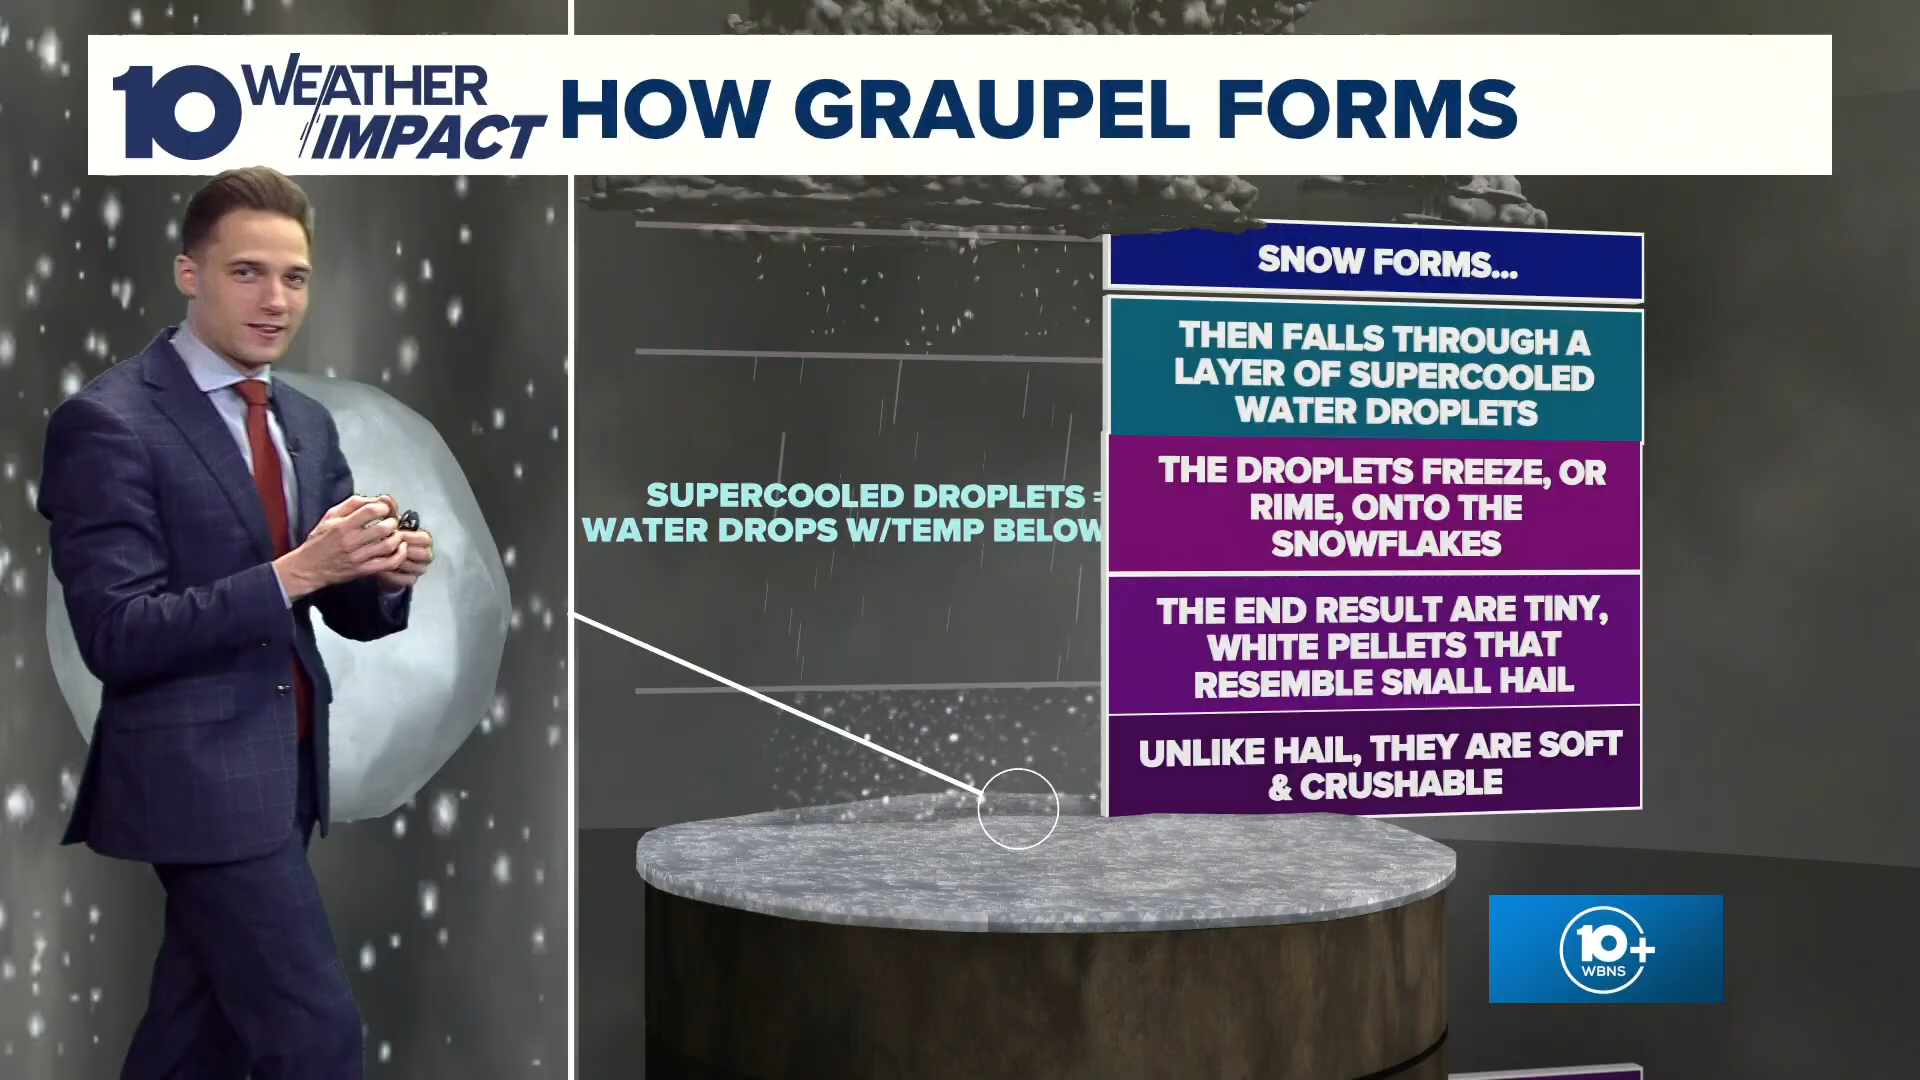 10 WEATHER
IMPACT
HOW GRAUPEL FORMS
SNOW FORMS...
THEN FALLS THROUGH A
LAYER OF SUPERCOOLED
WATER DROPLETS
SUPERCOOLED DROPLETS =
WATER DROPS W/TEMP BELOW
THE DROPLETS FREEZE, OR
RIME, ONTO THE
SNOWFLAKES
THE END RESULT ARE TINY,
WHITE PELLETS THAT
RESEMBLE SMALL HAIL
UNLIKE HAIL, THEY ARE SOFT
& CRUSHABLE
10+
WBNS